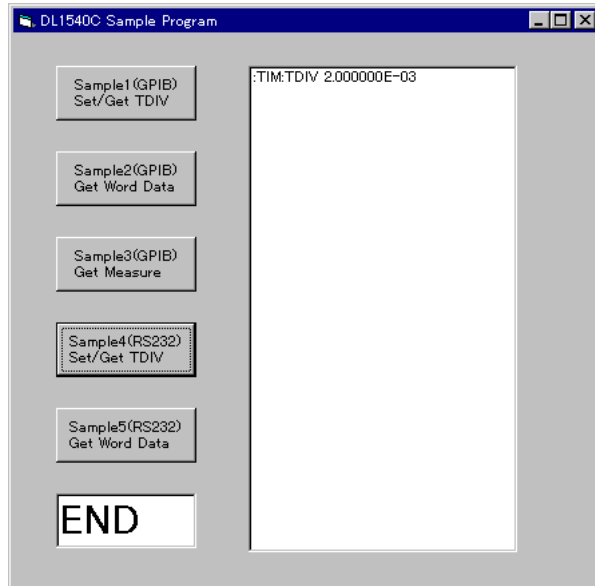 DL1540C Sample Program
Sample1(GPIB)
Set/Get TDIV
Sample2(GPIB)
Get Word Data
Sample3(GPIB)
Get Measure
Sample4(RS232)
Set/Get TDIV
Sample5(RS232)
Get Word Data
END
:TIM:TDIV 2.000000E-03